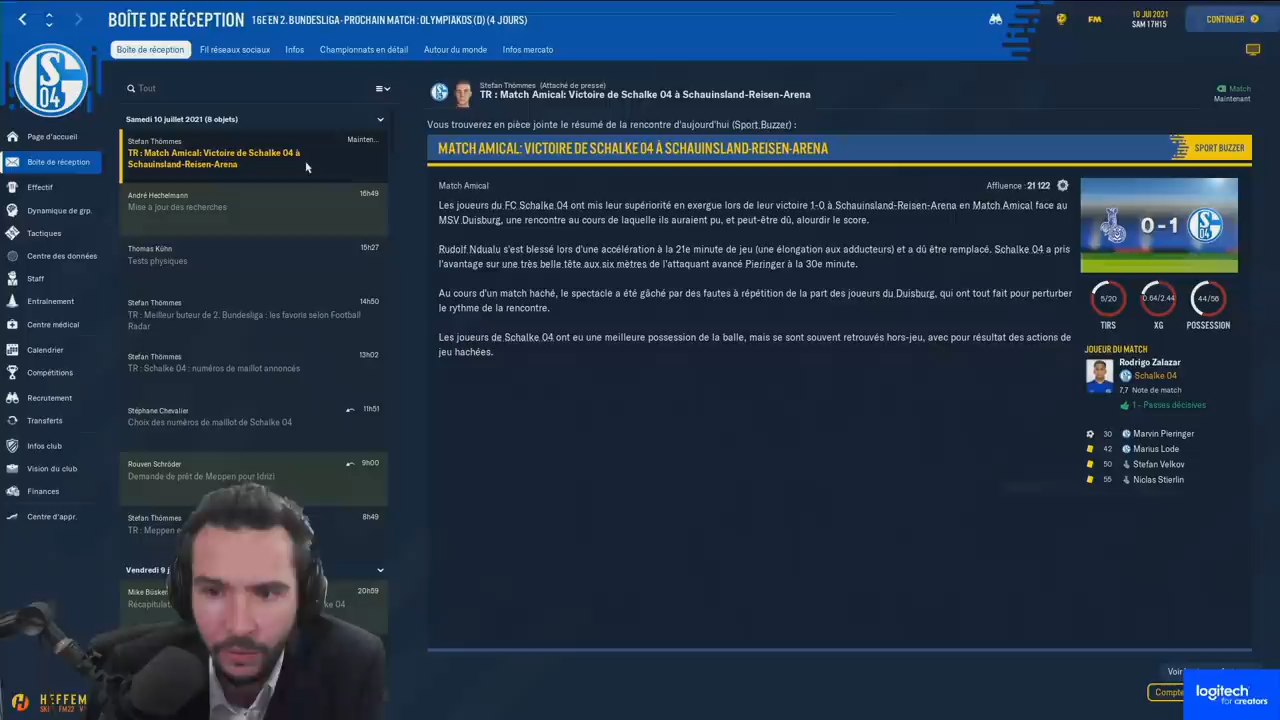 BOÎTE DE RÉCEPTION
16E EN 2. BUNDESLIGA - PROCHAIN MATCH : OLYMPIAKOS (D) (4 JOURS)
FM
10 JUI 2021
SAM 17H15
CONTINUER
Boîte de réception
Fil réseaux sociaux
Infos
Championnats en détail
Autour du monde
Infos mercato
S
04
Page d'accueil
Boîte de réception
Effectif
Dynamique de grp.
Tactiques
Centre des données
Staff
Entraînement
Centre médical
Calendrier
Compétitions
Recrutement
Transferts
Infos club
Vision du club
Finances
Centre d'appr.
HEFFEM
Tout
Samedi 10 juillet 2021 (8 objets)
Stefan Thömmes
Mainten...
TR : Match Amical: Victoire de Schalke 04 à
Schauinsland-Reisen-Arena
André Hechelmann
16h49
Mise à jour des recherches
Thomas Kühn
15h27
Tests physiques
Stefan Thömmes
14h50
TR : Meilleur buteur de 2. Bundesliga : les favoris selon Football
Radar
Stefan Thömmes
13h02
TR : Schalke 04 : numéros de maillot annoncés
Stéphane Chevalier
11h51
Choix des numéros de maillot de Schalke 04
Rouven Schröder
9h00
Demande de prêt de Meppen pour Idrizi
Stefan Thömmes
8h49
TR : Meppen
Vendredi 9
Mike Büsker
20h59
04
Stefan Thömmes (Attaché de presse)
TR : Match Amical: Victoire de Schalke 04 à Schauinsland-Reisen-Arena
Match
Maintenant
Vous trouverez en pièce jointe le résumé de la rencontre d'aujourd'hui (Sport Buzzer) :
MATCH AMICAL: VICTOIRE DE SCHALKE 04 À SCHAUINSLAND-REISEN-ARENA
SPORT BUZZER
Match Amical
Affluence : 21 122
Les joueurs du FC Schalke 04 ont mis leur supériorité en exergue lors de leur victoire 1-0 à Schauinsland-Reisen-Arena en Match Amical face au
MSV Duisburg, une rencontre au cours de laquelle ils auraient pu, et peut-être dû, alourdir le score.
Rudolf Ndualu s'est blessé lors d'une accélération à la 21e minute de jeu (une élongation aux adducteurs) et a dû être remplacé. Schalke 04 a pris
l'avantage sur une très belle tête aux six mètres de l'attaquant avancé Pieringer à la 30e minute.
Au cours d'un match haché, le spectacle a été gâché par des fautes à répétition de la part des joueurs du Duisburg, qui ont tout fait pour perturber
le rythme de la rencontre.
Les joueurs de Schalke 04 ont eu une meilleure possession de la balle, mais se sont souvent retrouvés hors-jeu, avec pour résultat des actions de
jeu hachées.
0-1
5/20
0.64/2.44
44/56
TIRS
XG
POSSESSION
JOUEUR DU MATCH
Rodrigo Zalazar
Schalke 04
7,7 Note de match
1 - Passes décisives
30 Marvin Pieringer
42 Marius Lode
50 Stefan Velkov
55 Niclas Stierlin
logitech
for creators